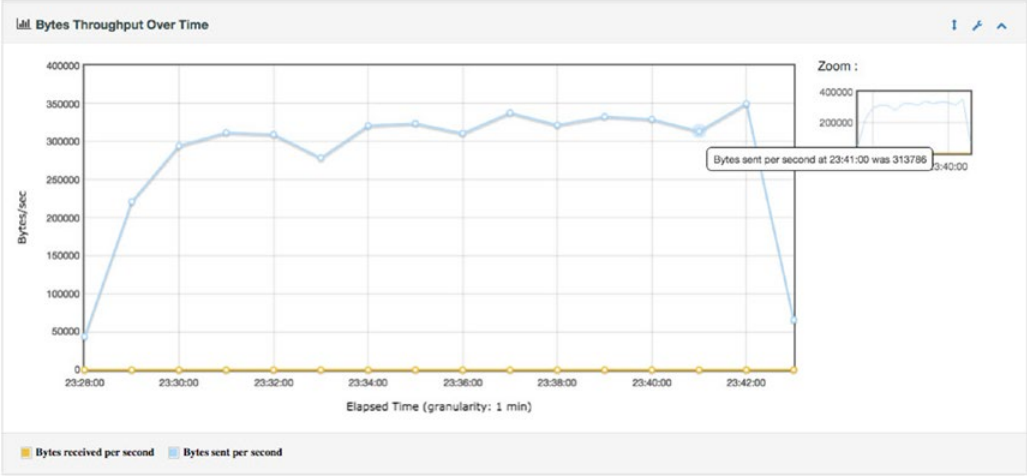 Bytes Throughput Over Time
Zoom :
400000
350000
300000
250000
200000
150000
100000
50000
0
Bytes/sec
23:28:00 23:30:00 23:32:00 23:34:00 23:36:00 23:38:00 23:40:00 23:42:00
Elapsed Time (granularity: 1 min)
400000
200000
3:40:00
Bytes sent per second at 23:41:00 was 313786
Bytes received per second Bytes sent per second